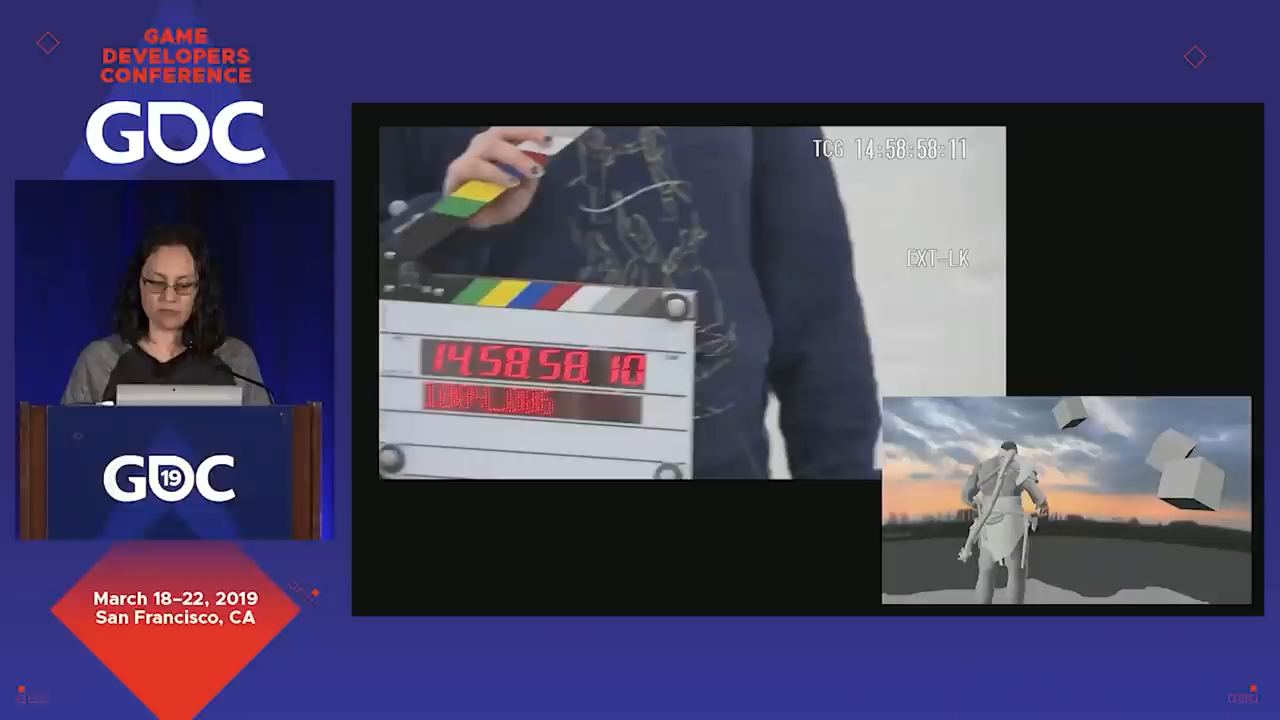 GAME
DEVELOPERS
CONFERENCE
GDC
TCG 14:58:58:11
EXT-LK
14.58.58. 10
GDC
19
March 18–22, 2019
San Francisco, CA